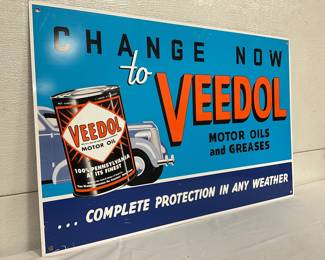 CHANGE NOW
to VEEDOL
MOTOR OILS
and GREASES
VEEDOL
MOTOR OIL
100% PENNSYLVANIA
AT ITS FINEST
... COMPLETE PROTECTION IN ANY WEATHER